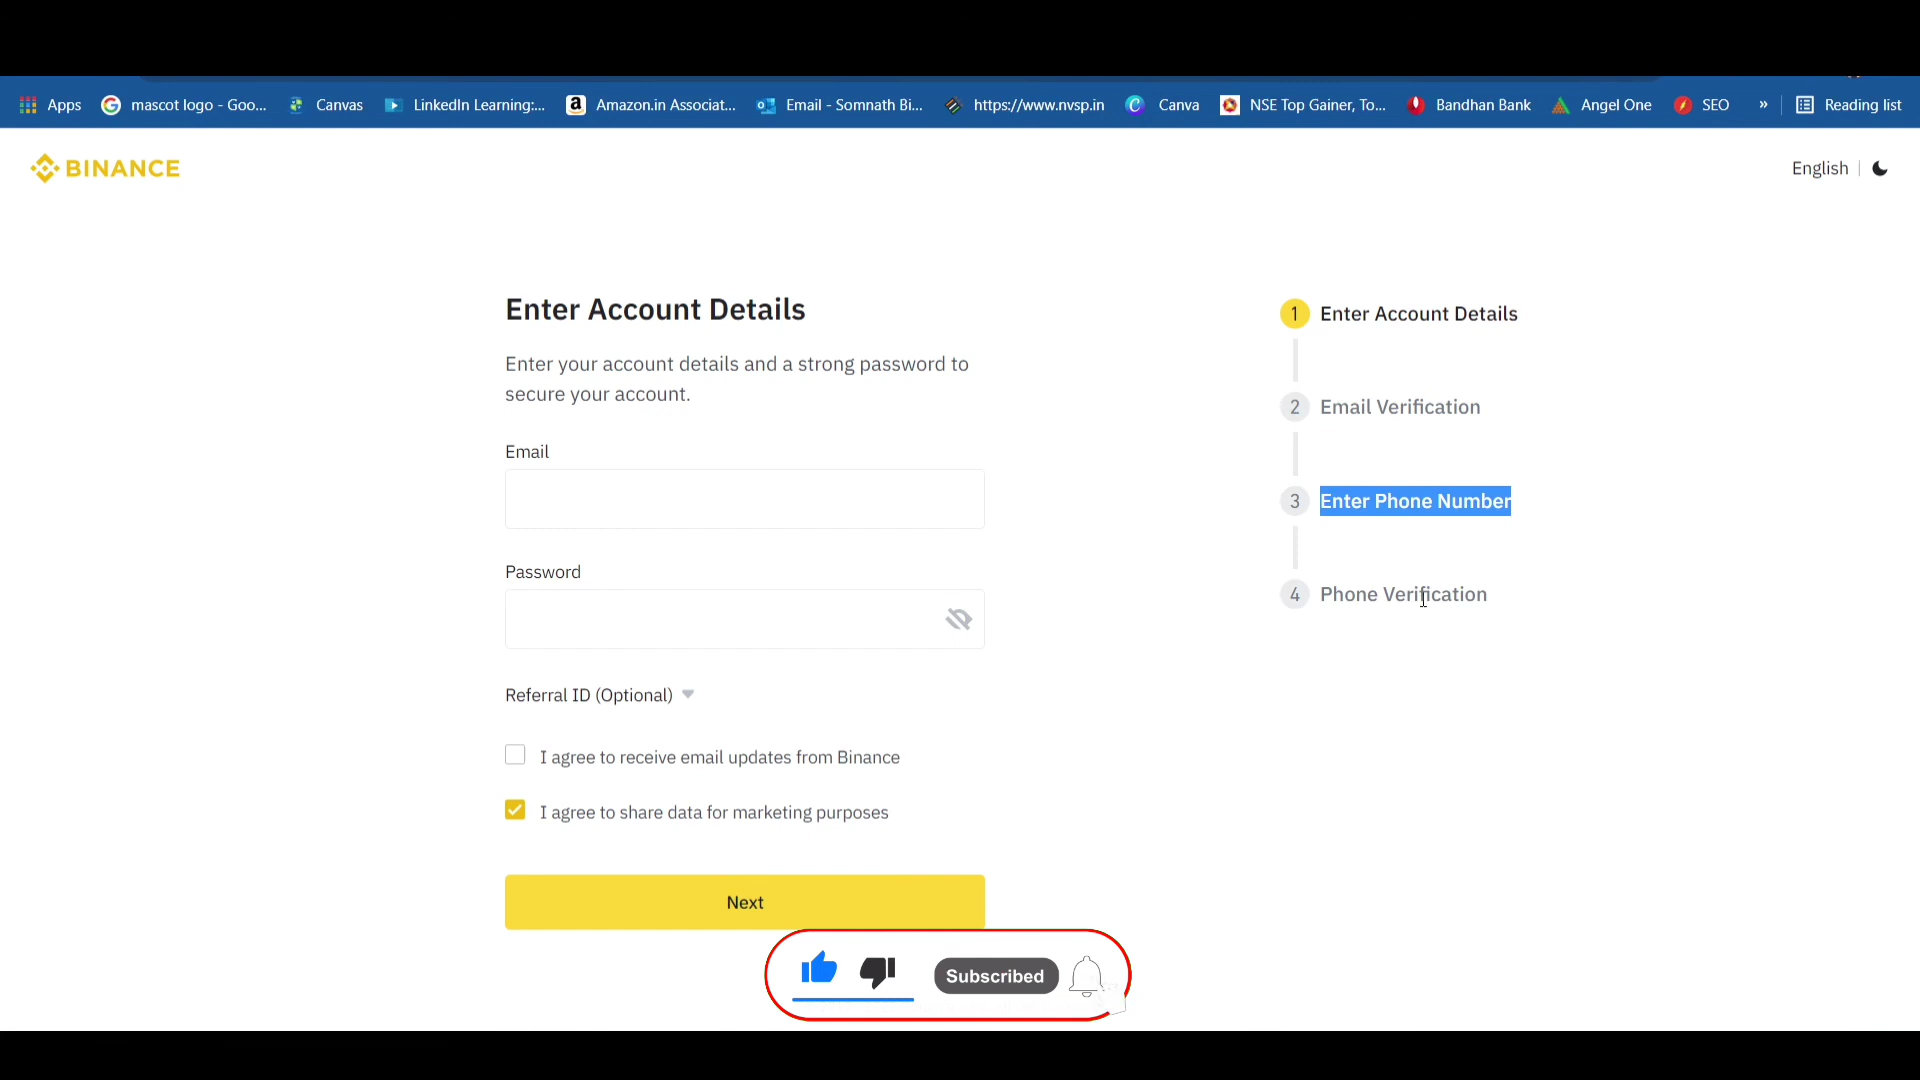 Apps mascot logo - Goo... Canvas LinkedIn Learning:... Amazon.in Associat... Email - Somnath Bi... https://www.nvsp.in Canva NSE Top Gainer, To... Bandhan Bank Angel One SEO » Reading list
BINANCE
English
Enter Account Details
Enter your account details and a strong password to
secure your account.
Email
Password
Referral ID (Optional)
I agree to receive email updates from Binance
I agree to share data for marketing purposes
Next
1 Enter Account Details
2 Email Verification
3 Enter Phone Number
4 Phone Verification
Subscribed